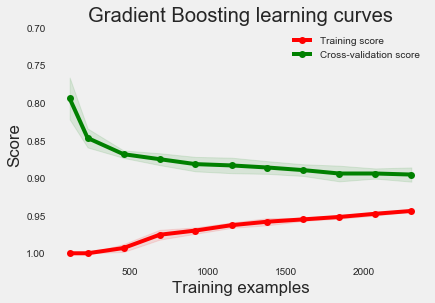 Gradient Boosting learning curves
0.70
0.75
0.80
0.85
0.90
0.95
1.00
Score
Training score
Cross-validation score
500
1000
1500
2000
Training examples